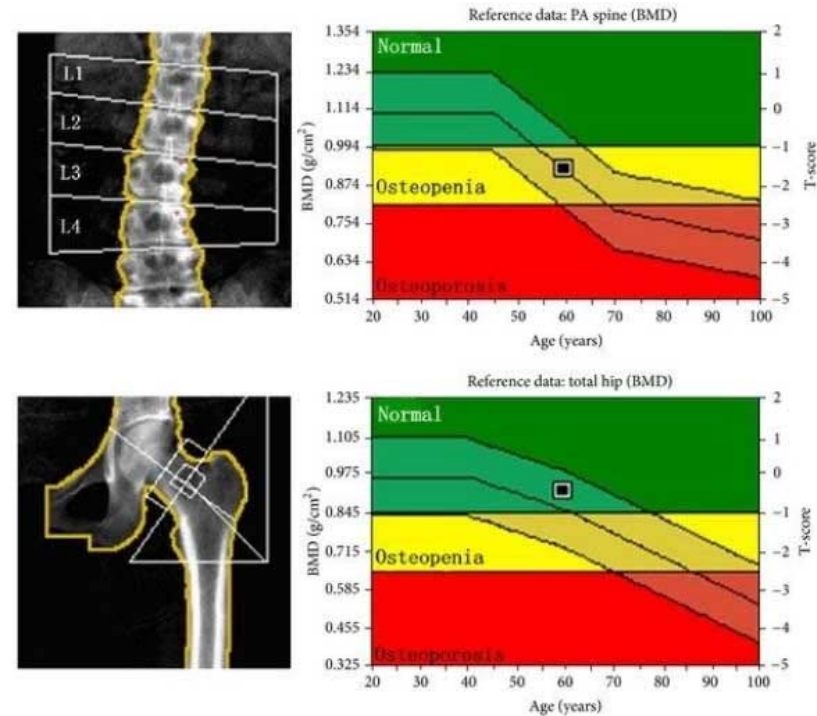 L1
L2
L3
L4
Reference data: PA spine (BMD)
BMD (g/cm²)
1.354
1.234
1.114
0.994
0.874
0.754
0.634
0.514
Normal
Osteopenia
Osteoporosis
2
1
0
−1
−2
−3
−4
−5
T-score
20 30 40 50 60 70 80 90 100
Age (years)
Reference data: total hip (BMD)
BMD (g/cm²)
1.235
1.105
0.975
0.845
0.715
0.585
0.455
0.325
Normal
Osteopenia
Osteoporosis
2
1
0
−1
−2
−3
−4
−5
T-score
20 30 40 50 60 70 80 90 100
Age (years)